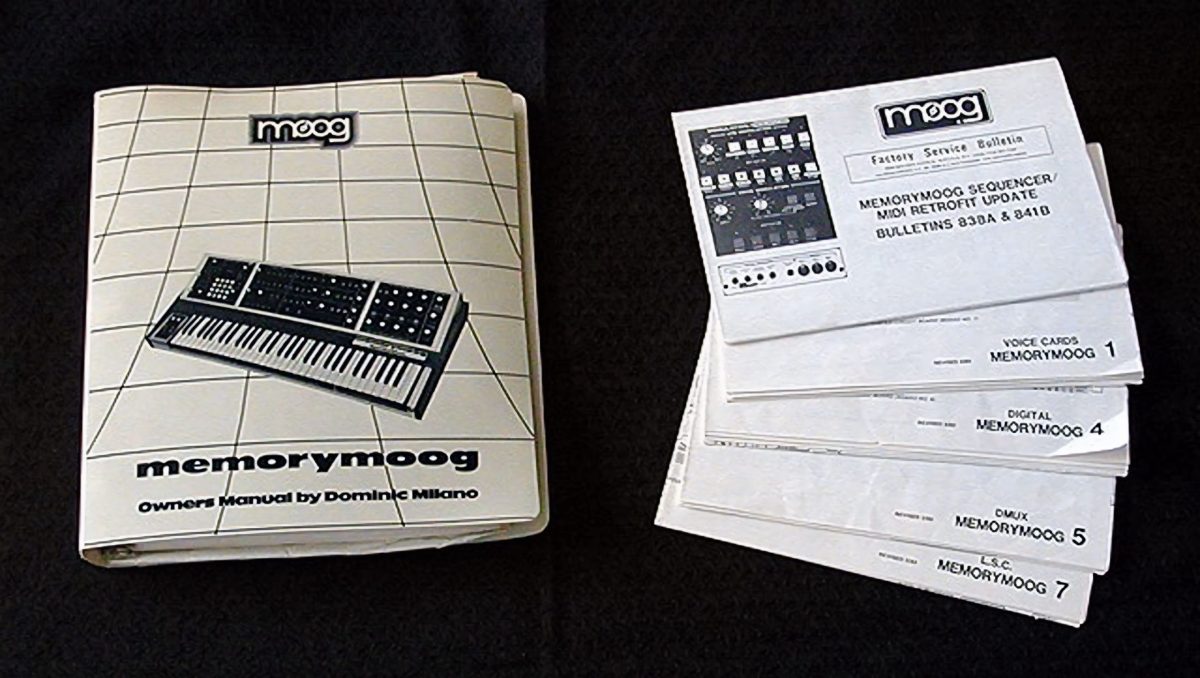 moog
memorymoog
Owners Manual by Dominic Milano
moog
Factory Service Bulletin
MEMORYMOOG SEQUENCER/
MIDI RETROFIT UPDATE
BULLETINS 838A & 841B
VOICE CARDS
MEMORYMOOG 1
DIGITAL
MEMORYMOOG 4
DMUX
MEMORYMOOG 5
L.S.C.
MEMORYMOOG 7